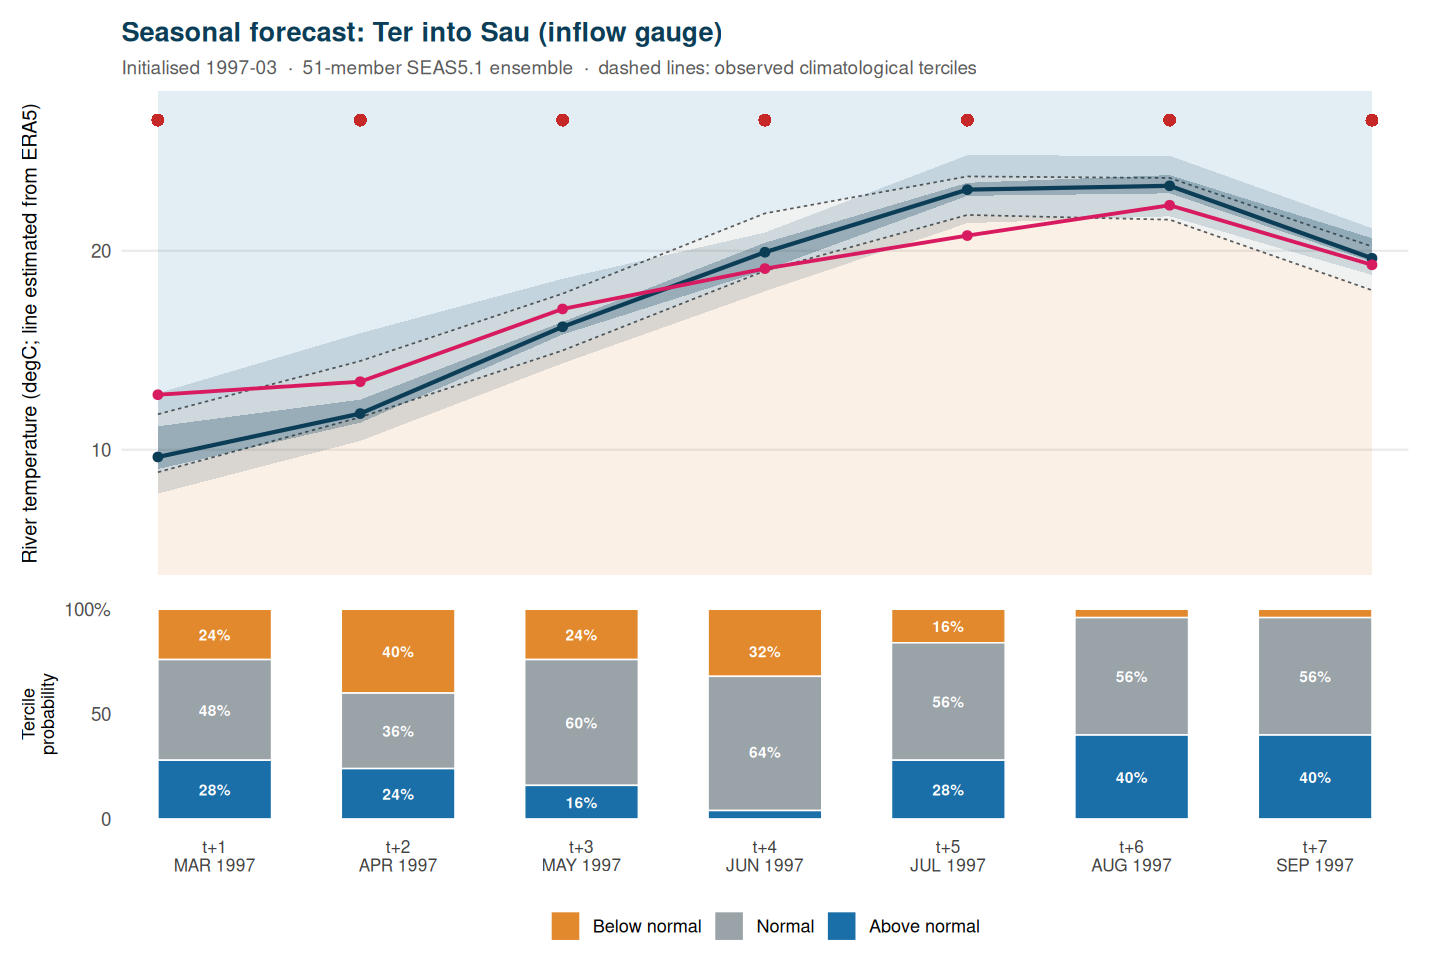 Seasonal forecast: Ter into Sau (inflow gauge)
Initialised 1997-03 · 51-member SEAS5.1 ensemble · dashed lines: observed climatological terciles
River temperature (degC; line estimated from ERA5)
20
10
Tercile
probability
100%
50
0
24%
40%
24%
32%
16%
48%
36%
60%
64%
56%
56%
56%
28%
24%
16%
28%
40%
40%
t+1
MAR 1997
t+2
APR 1997
t+3
MAY 1997
t+4
JUN 1997
t+5
JUL 1997
t+6
AUG 1997
t+7
SEP 1997
Below normal
Normal
Above normal